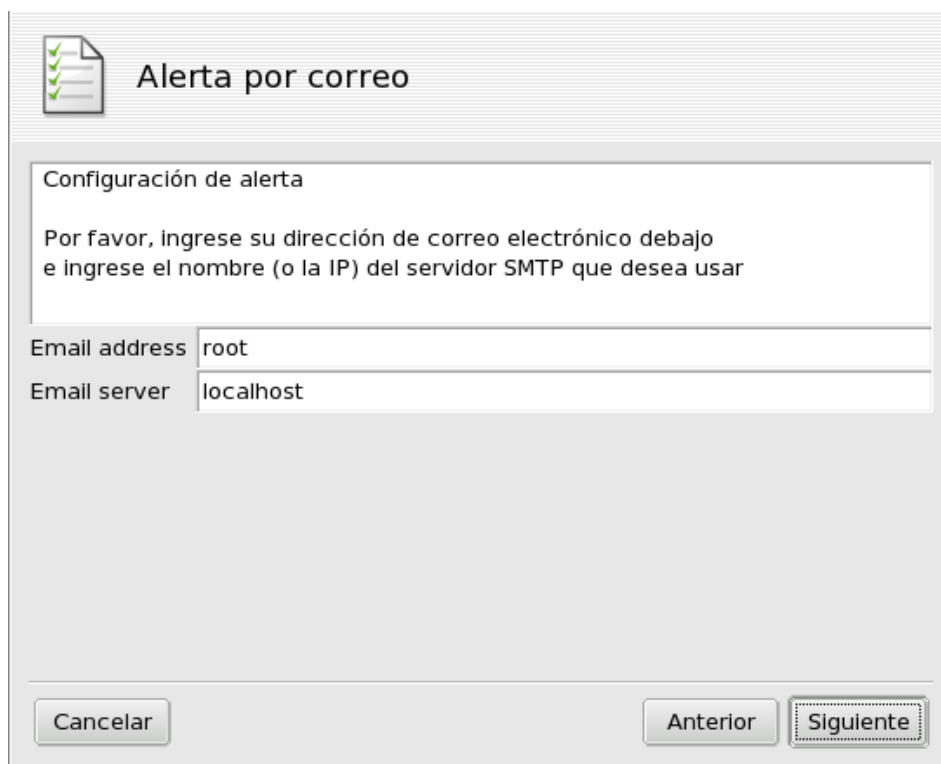 Alerta por correo
Configuración de alerta
Por favor, ingrese su dirección de correo electrónico debajo
e ingrese el nombre (o la IP) del servidor SMTP que desea usar
Email address root
Email server localhost
Cancelar Anterior Siguiente